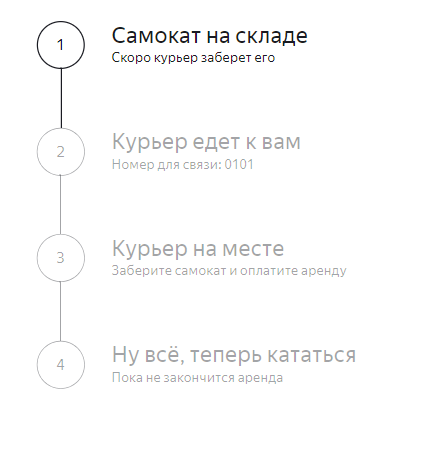 1
Самокат на складе
Скоро курьер заберет его
2
Курьер едет к вам
Номер для связи: 0101
3
Курьер на месте
Заберите самокат и оплатите аренду
4
Ну всё, теперь кататься
Пока не закончится аренда